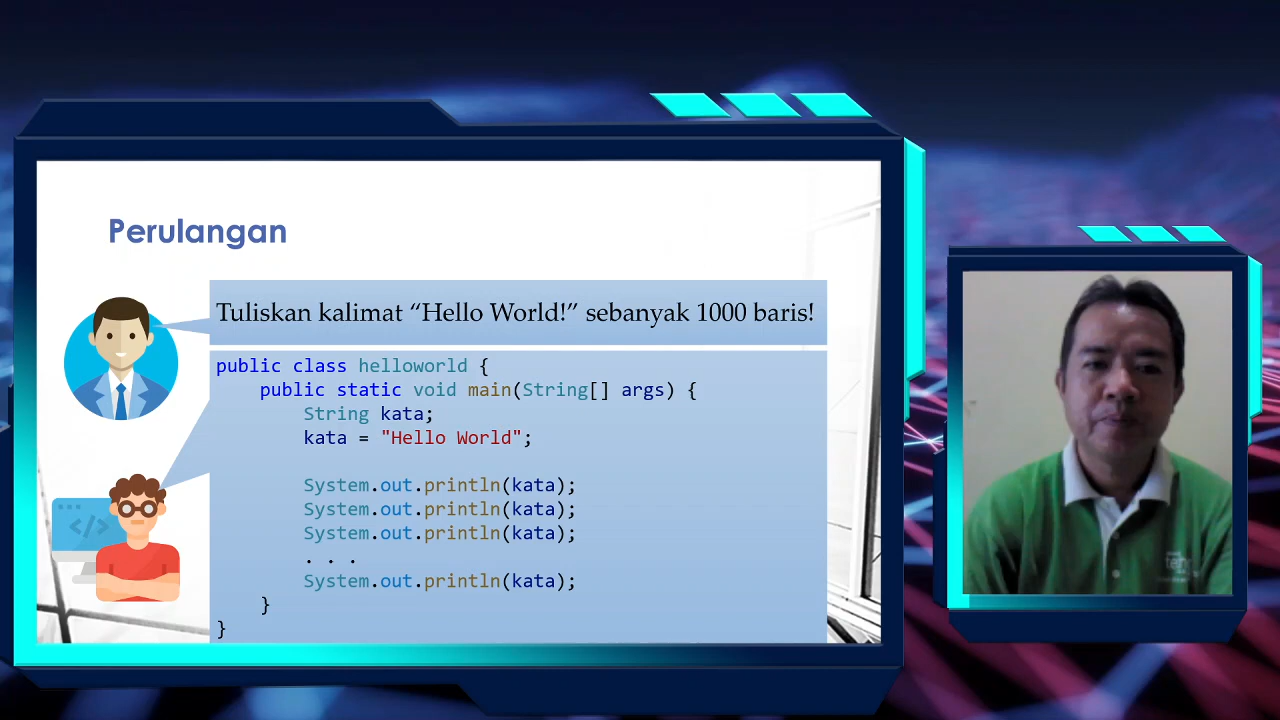 Perulangan
Tuliskan kalimat “Hello World!” sebanyak 1000 baris!
public class helloworld {
    public static void main(String[] args) {
        String kata;
        kata = "Hello World";
        System.out.println(kata);
        System.out.println(kata);
        System.out.println(kata);
        . . .
        System.out.println(kata);
    }
}